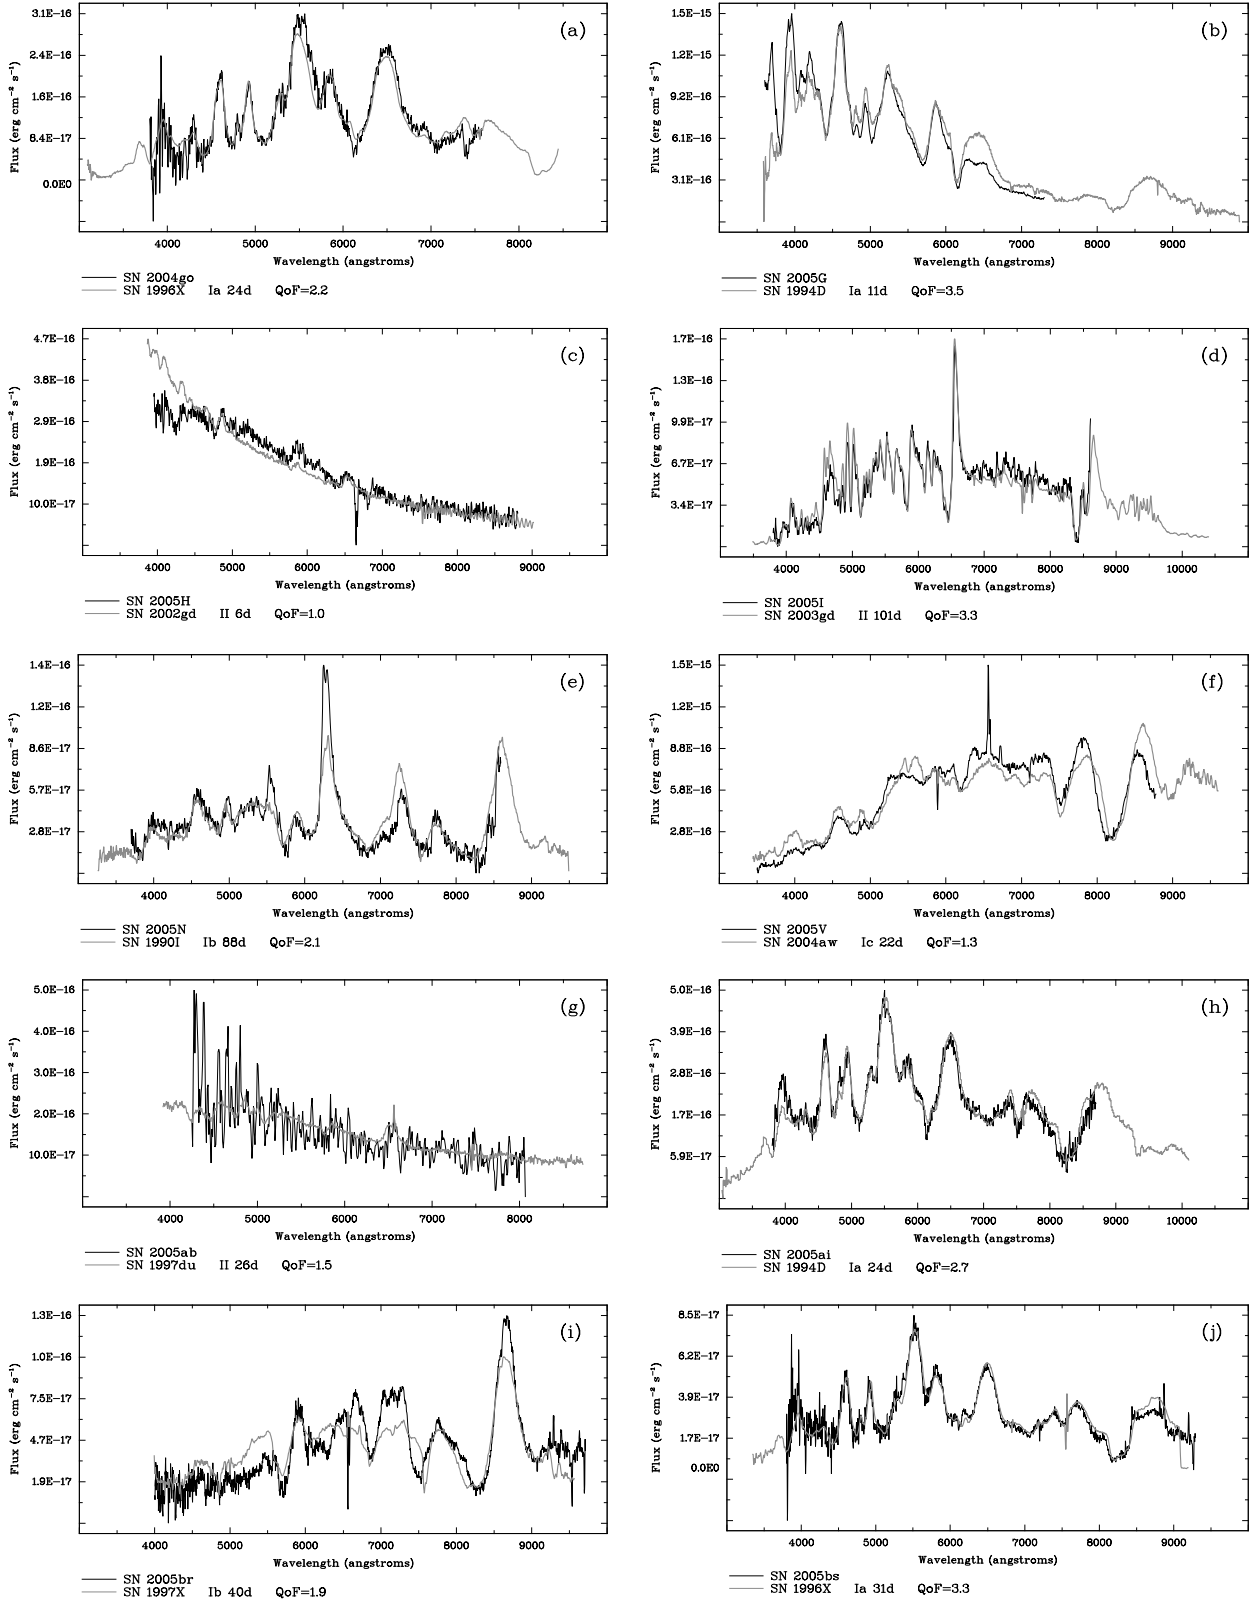 (a)
Flux (erg cm⁻² s⁻¹)
3.1E-16
2.4E-16
1.6E-16
8.4E-17
0.0E0
4000 5000 6000 7000 8000
Wavelength (angstroms)
SN 2004go
SN 1996X Ia 24d QoF=2.2
(b)
Flux (erg cm⁻² s⁻¹)
1.5E-15
1.2E-15
9.2E-16
6.1E-16
3.1E-16
4000 5000 6000 7000 8000 9000
Wavelength (angstroms)
SN 2005G
SN 1994D Ia 11d QoF=3.5
(c)
Flux (erg cm⁻² s⁻¹)
4.7E-16
3.8E-16
2.9E-16
1.9E-16
10.0E-17
4000 5000 6000 7000 8000 9000
Wavelength (angstroms)
SN 2005H
SN 2002gd II 6d QoF=1.0
(d)
Flux (erg cm⁻² s⁻¹)
1.7E-16
1.3E-16
9.9E-17
6.7E-17
3.4E-17
4000 5000 6000 7000 8000 9000 10000
Wavelength (angstroms)
SN 2005I
SN 2003gd II 101d QoF=3.3
(e)
Flux (erg cm⁻² s⁻¹)
1.4E-16
1.2E-16
8.6E-17
5.7E-17
2.8E-17
4000 5000 6000 7000 8000 9000
Wavelength (angstroms)
SN 2005N
SN 1990I Ib 88d QoF=2.1
(f)
Flux (erg cm⁻² s⁻¹)
1.5E-15
1.2E-15
8.8E-16
5.8E-16
2.8E-16
4000 5000 6000 7000 8000 9000
Wavelength (angstroms)
SN 2005V
SN 2004aw Ic 22d QoF=1.3
(g)
Flux (erg cm⁻² s⁻¹)
5.0E-16
4.0E-16
3.0E-16
2.0E-16
10.0E-17
4000 5000 6000 7000 8000
Wavelength (angstroms)
SN 2005ab
SN 1997du II 26d QoF=1.5
(h)
Flux (erg cm⁻² s⁻¹)
5.0E-16
3.9E-16
2.8E-16
1.7E-16
5.9E-17
4000 5000 6000 7000 8000 9000 10000
Wavelength (angstroms)
SN 2005ai
SN 1994D Ia 24d QoF=2.7
(i)
Flux (erg cm⁻² s⁻¹)
1.3E-16
1.0E-16
7.5E-17
4.7E-17
1.9E-17
4000 5000 6000 7000 8000 9000
Wavelength (angstroms)
SN 2005br
SN 1997X Ib 40d QoF=1.9
(j)
Flux (erg cm⁻² s⁻¹)
8.5E-17
6.2E-17
3.9E-17
1.7E-17
0.0E0
4000 5000 6000 7000 8000 9000
Wavelength (angstroms)
SN 2005bs
SN 1996X Ia 31d QoF=3.3